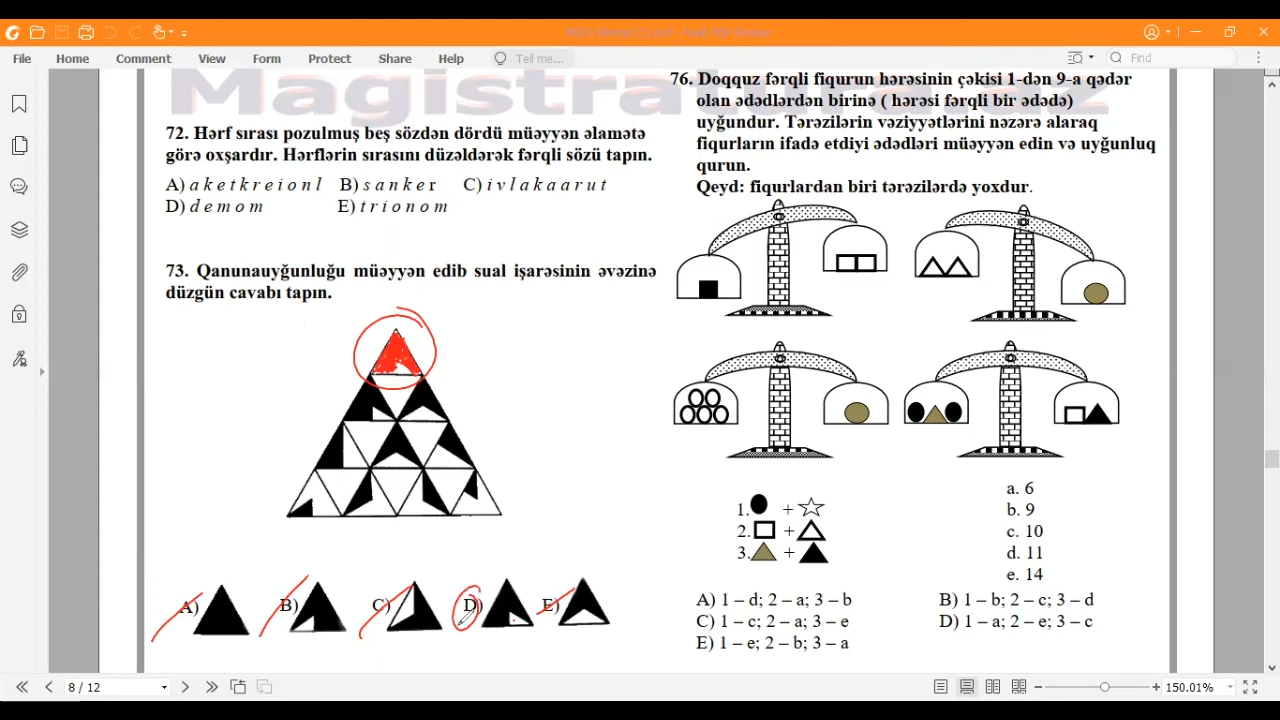 File Home Comment View Form Protect Share Help Tell me... Find
Magistratura.az
72. Hərf sırası pozulmuş beş sözdən dördü müəyyən əlamətə
görə oxşardır. Hərflərin sırasını düzəldərək fərqli sözü tapın.
A) a k e t k r e i o n l B) s a n k e r C) i v l a k a a r u t
D) d e m o m E) t r i o n o m
73. Qanunauyğunluğu müəyyən edib sual işarəsinin əvəzinə
düzgün cavabı tapın.
A) B) C) D) E)
76. Doqquz fərqli fiqurun hərəsinin çəkisi 1-dən 9-a qədər
olan ədədlərdən birinə ( hərəsi fərqli bir ədədə)
uyğundur. Tərəzilərin vəziyyətlərini nəzərə alaraq
fiqurların ifadə etdiyi ədədləri müəyyən edin və uyğunluq
qurun.
Qeyd: fiqurlardan biri tərəzilərdə yoxdur.
1. +
2. +
3. +
a. 6
b. 9
c. 10
d. 11
e. 14
A) 1 – d; 2 – a; 3 – b B) 1 – b; 2 – c; 3 – d
C) 1 – c; 2 – a; 3 – e D) 1 – a; 2 – e; 3 – c
E) 1 – e; 2 – b; 3 – a
8 / 12 150.01%